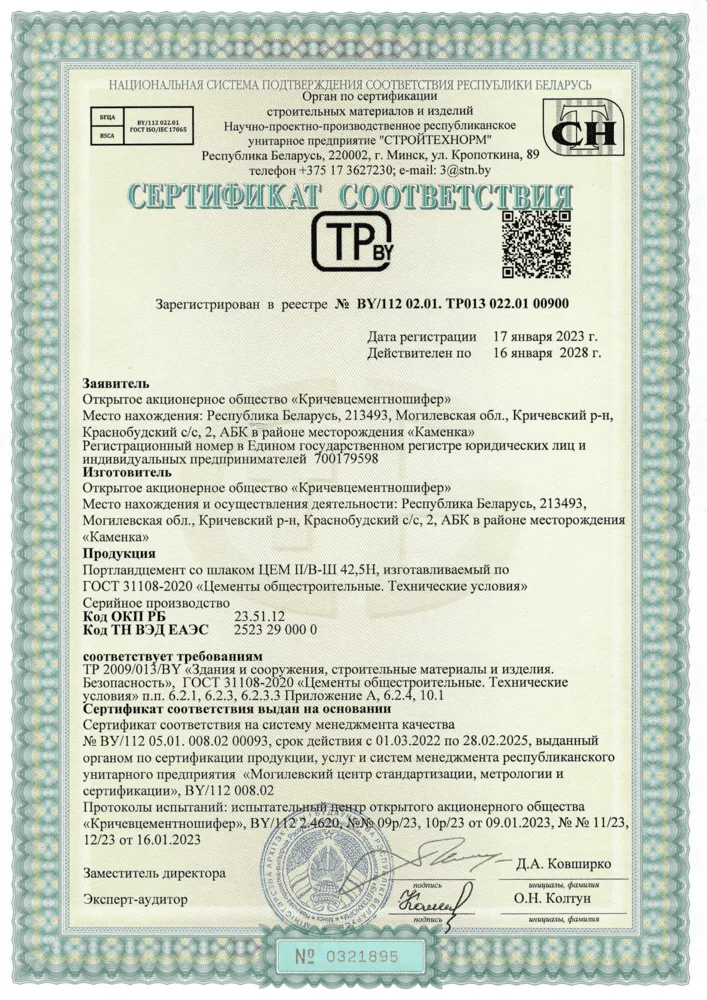 НАЦИОНАЛЬНАЯ СИСТЕМА ПОДТВЕРЖДЕНИЯ СООТВЕТСТВИЯ РЕСПУБЛИКИ БЕЛАРУСЬ
Орган по сертификации
строительных материалов и изделий
Научно-проектно-производственное республиканское
унитарное предприятие "СТРОЙТЕХНОРМ"
Республика Беларусь, 220002, г. Минск, ул. Кропоткина, 89
телефон +375 17 3627230; e-mail: 3@stn.by
БГЦА
BSCA
BY/112 022.01
ГОСТ ISO/IEC 17065
СН
СЕРТИФИКАТ СООТВЕТСТВИЯ
ТР BY
Зарегистрирован в реестре № BY/112 02.01. ТР013 022.01 00900
Дата регистрации 17 января 2023 г.
Действителен по 16 января 2028 г.
Заявитель
Открытое акционерное общество «Кричевцементношифер»
Место нахождения: Республика Беларусь, 213493, Могилевская обл., Кричевский р-н,
Краснобудский с/с, 2, АБК в районе месторождения «Каменка»
Регистрационный номер в Едином государственном регистре юридических лиц и
индивидуальных предпринимателей 700179598
Изготовитель
Открытое акционерное общество «Кричевцементношифер»
Место нахождения и осуществления деятельности: Республика Беларусь, 213493,
Могилевская обл., Кричевский р-н, Краснобудский с/с, 2, АБК в районе месторождения
«Каменка»
Продукция
Портландцемент со шлаком ЦЕМ II/В-Ш 42,5Н, изготавливаемый по
ГОСТ 31108-2020 «Цементы общестроительные. Технические условия»
Серийное производство
Код ОКП РБ 23.51.12
Код ТН ВЭД ЕАЭС 2523 29 000 0
соответствует требованиям
ТР 2009/013/BY «Здания и сооружения, строительные материалы и изделия.
Безопасность», ГОСТ 31108-2020 «Цементы общестроительные. Технические
условия» п.п. 6.2.1, 6.2.3, 6.2.3.3 Приложение А, 6.2.4, 10.1
Сертификат соответствия выдан на основании
Сертификат соответствия на систему менеджмента качества
№ ВУ/112 05.01. 008.02 00093, срок действия с 01.03.2022 по 28.02.2025, выданный
органом по сертификации продукции, услуг и систем менеджмента республиканского
унитарного предприятия «Могилевский центр стандартизации, метрологии и
сертификации», BY/112 008.02
Протоколы испытаний: испытательный центр открытого акционерного общества
«Кричевцементношифер», BY/112 2.4620, №№ 09р/23, 10р/23 от 09.01.2023, № № 11/23,
12/23 от 16.01.2023
Заместитель директора
Д.А. Ковширко
подпись
инициалы, фамилия
Эксперт-аудитор
О.Н. Колтун
подпись
инициалы, фамилия
№ 0321895